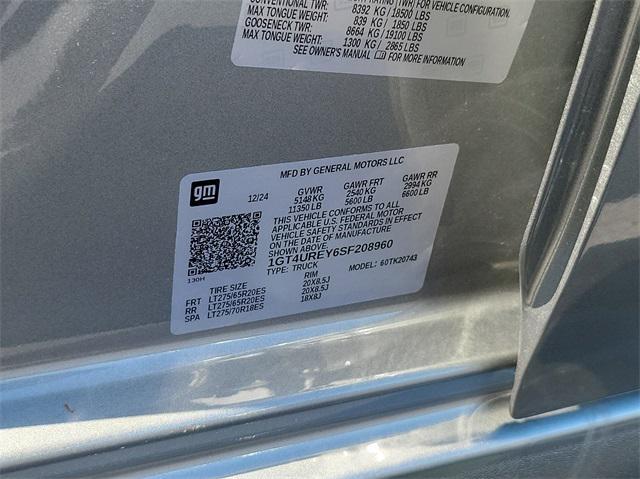 RATING (TWR) FOR VEHICLE CONFIGURATION.
CONVENTIONAL TWR: 8392 KG / 18500 LBS
MAX TONGUE WEIGHT: 839 KG / 1850 LBS
GOOSENECK TWR: 8664 KG / 19100 LBS
MAX TONGUE WEIGHT: 1300 KG / 2865 LBS
SEE OWNER'S MANUAL FOR MORE INFORMATION
gm
MFD BY GENERAL MOTORS LLC
12/24 GVWR GAWR FRT GAWR RR
5148 KG 2540 KG 2994 KG
11350 LB 5600 LB 6600 LB
THIS VEHICLE CONFORMS TO ALL
APPLICABLE U.S. FEDERAL MOTOR
VEHICLE SAFETY STANDARDS IN EFFECT
ON THE DATE OF MANUFACTURE
SHOWN ABOVE.
1GT4UREY6SF208960
130H
TYPE: TRUCK MODEL: 60TK20743
TIRE SIZE RIM
FRT LT275/65R20ES 20X8.5J
RR LT275/65R20ES 20X8.5J
SPA LT275/70R18ES 18X8J